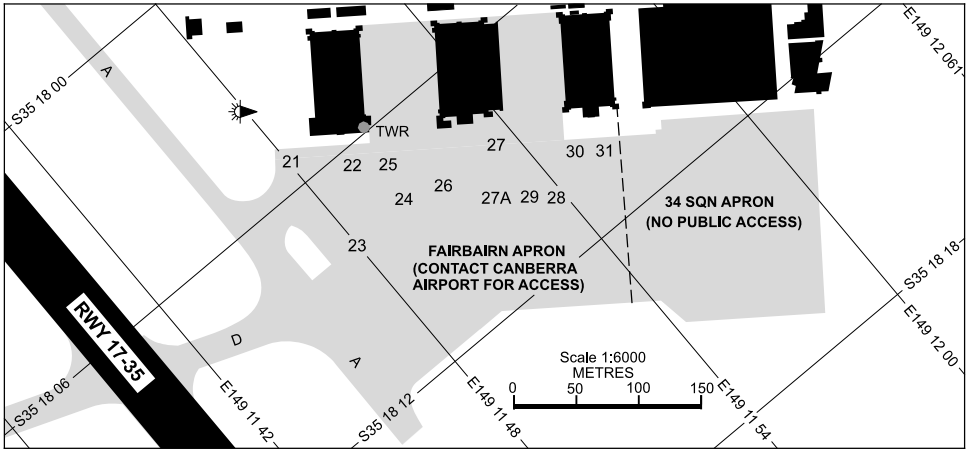 E149 12 061
S35 18 00
A
TWR
21
22
25
27
30
31
24
26
27A
29
28
34 SQN APRON
(NO PUBLIC ACCESS)
23
FAIRBAIRN APRON
(CONTACT CANBERRA
AIRPORT FOR ACCESS)
S35 18 18
RWY 17-35
D
A
E149 12 00
Scale 1:6000
METRES
0 50 100 150
S35 18 06
E149 11 42
S35 18 12
E149 11 48
E149 11 54